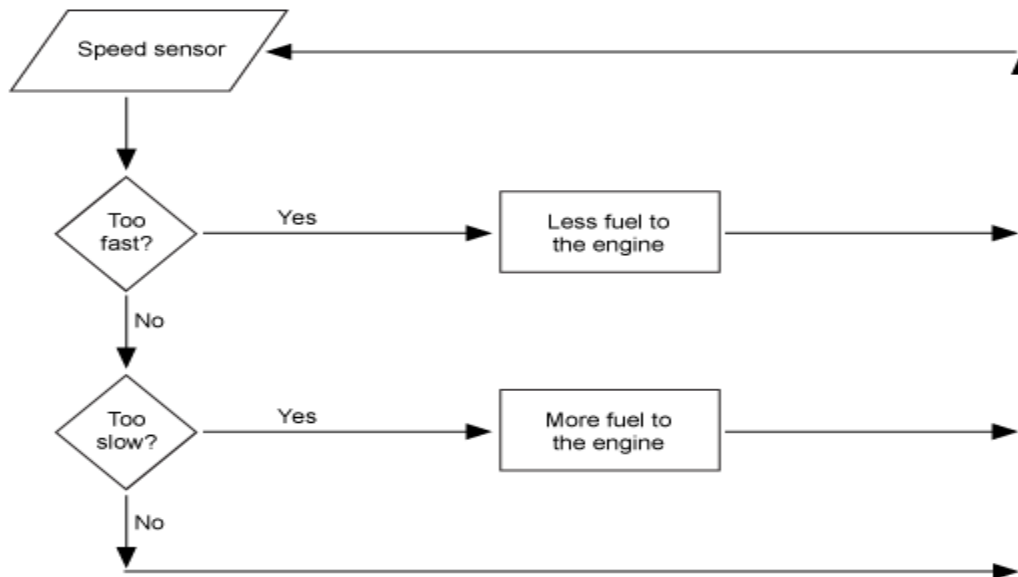 Speed sensor
Too
fast?
Yes
Less fuel to
the engine
No
Too
slow?
Yes
More fuel to
the engine
No